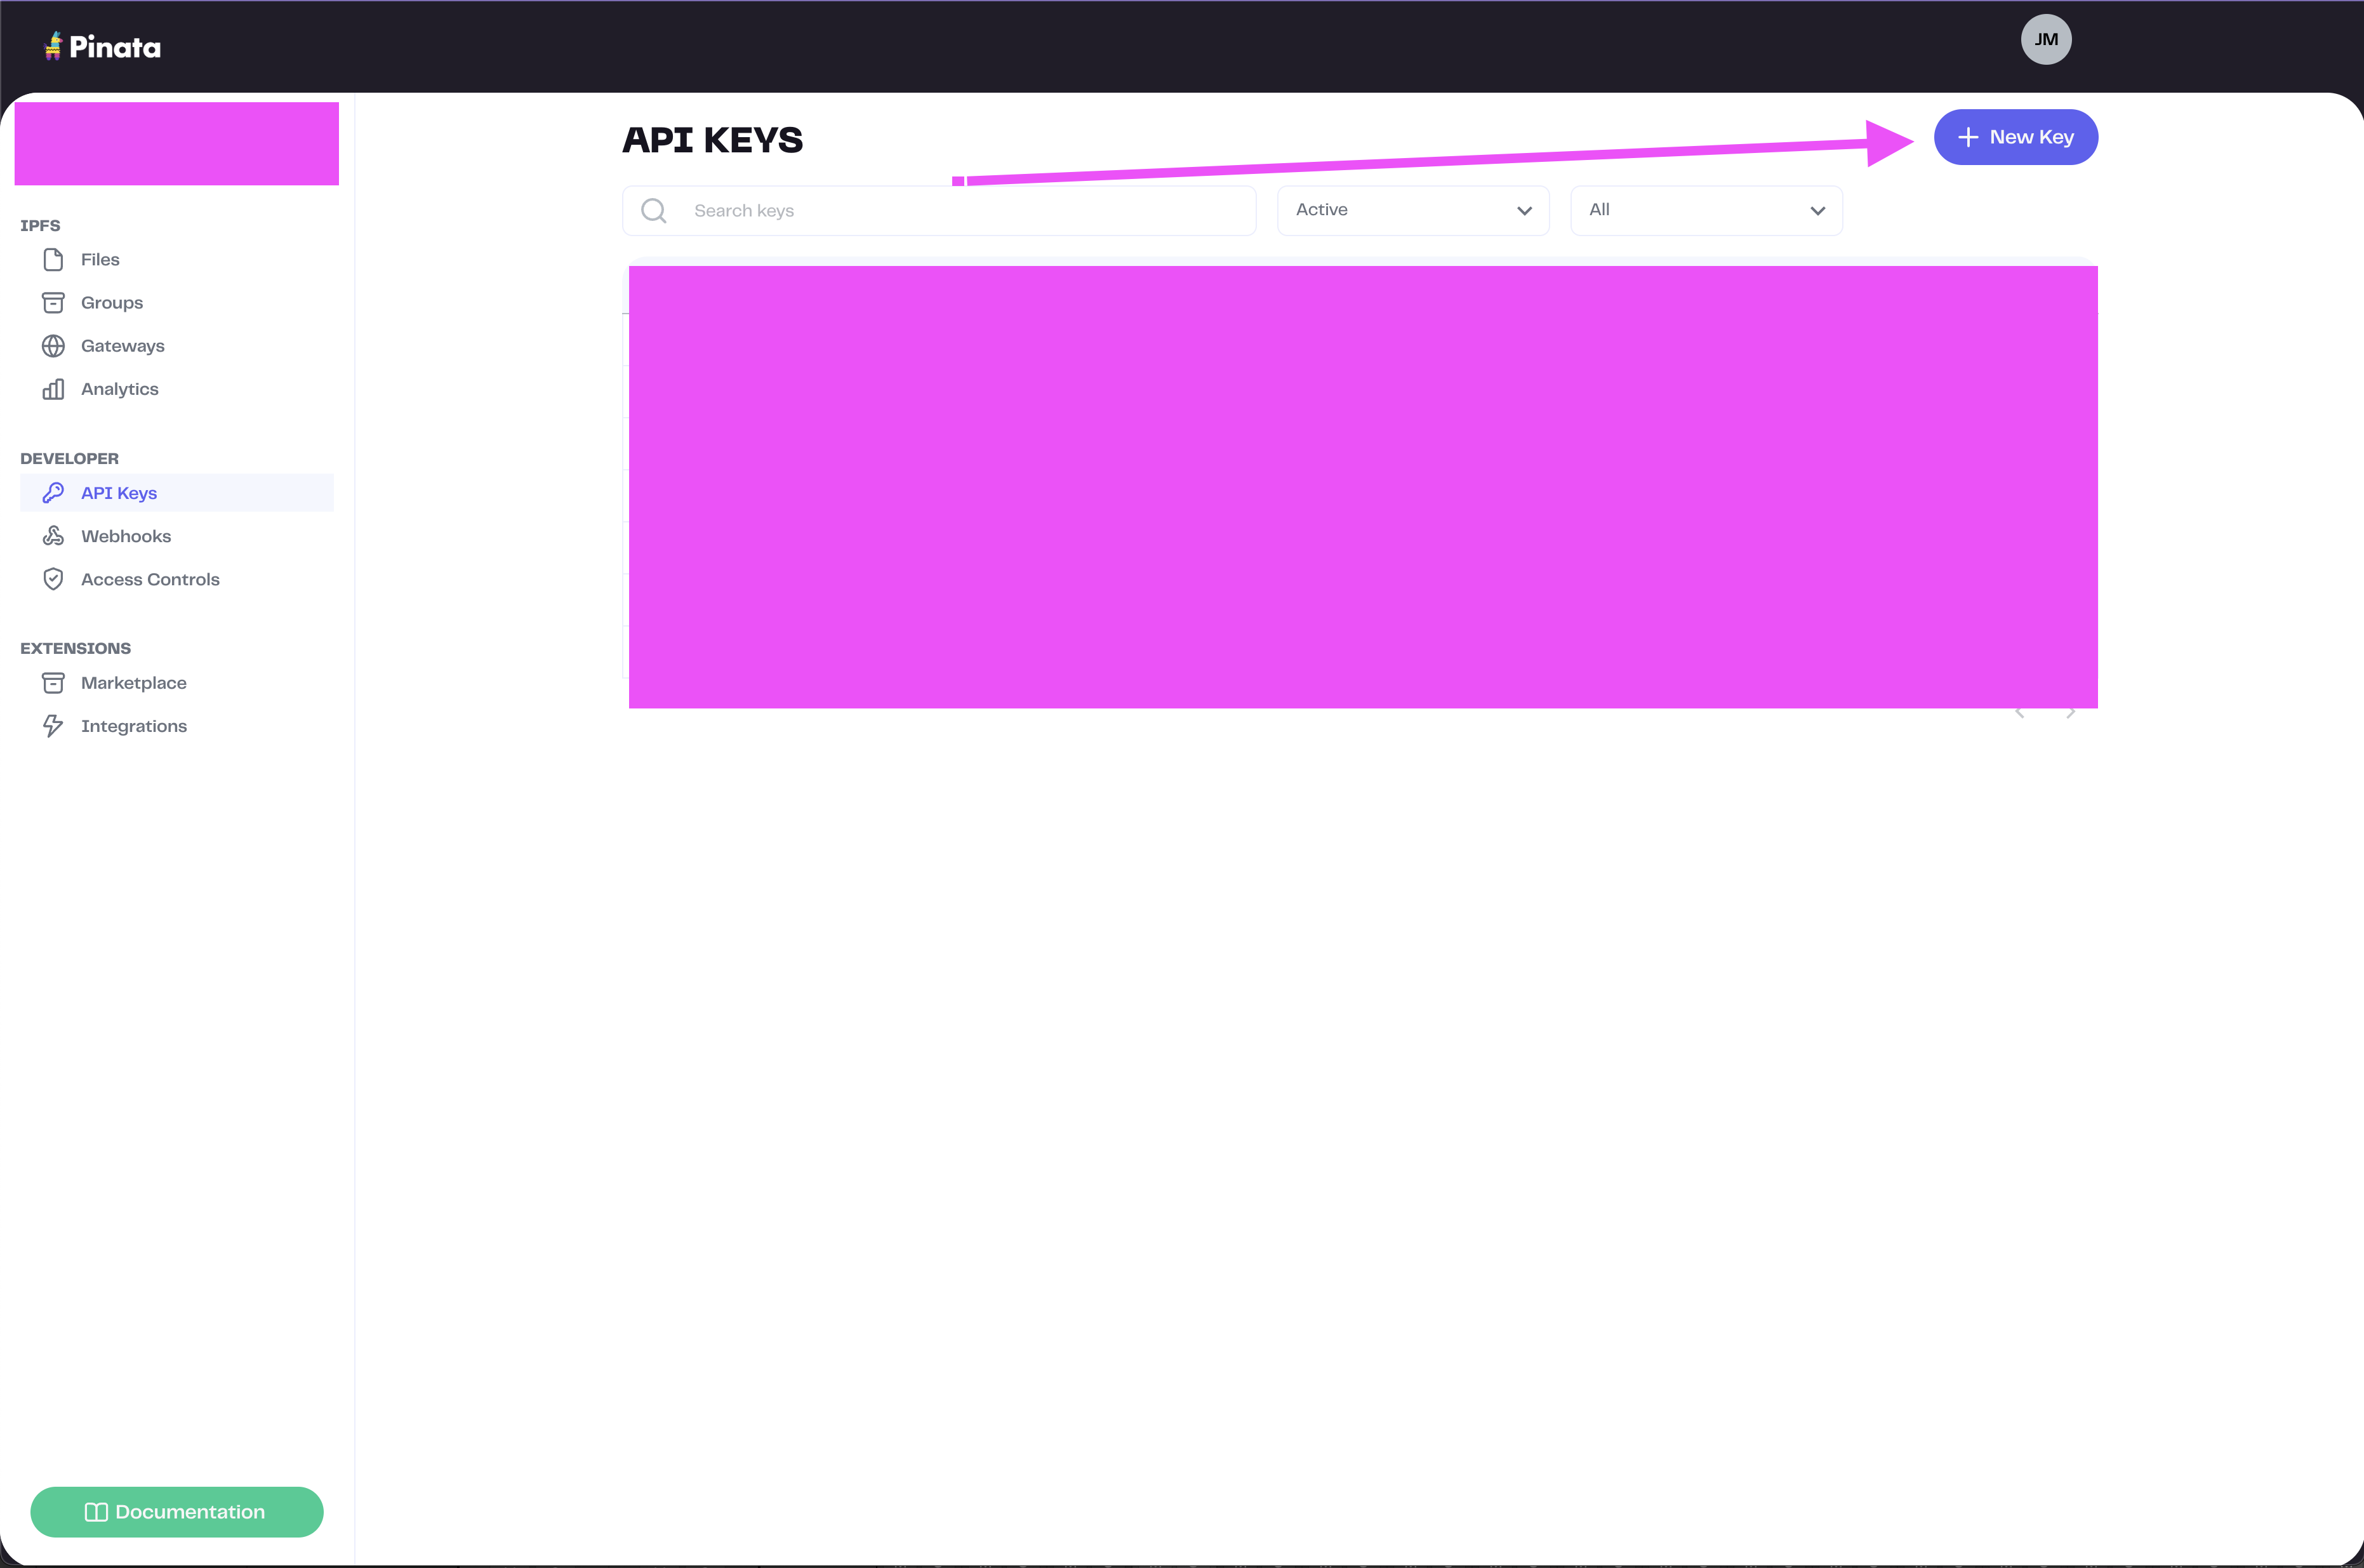 Pinata
JM
API KEYS
New Key
Search keys
Active
All
IPFS
Files
Groups
Gateways
Analytics
DEVELOPER
API Keys
Webhooks
Access Controls
EXTENSIONS
Marketplace
Integrations
Documentation